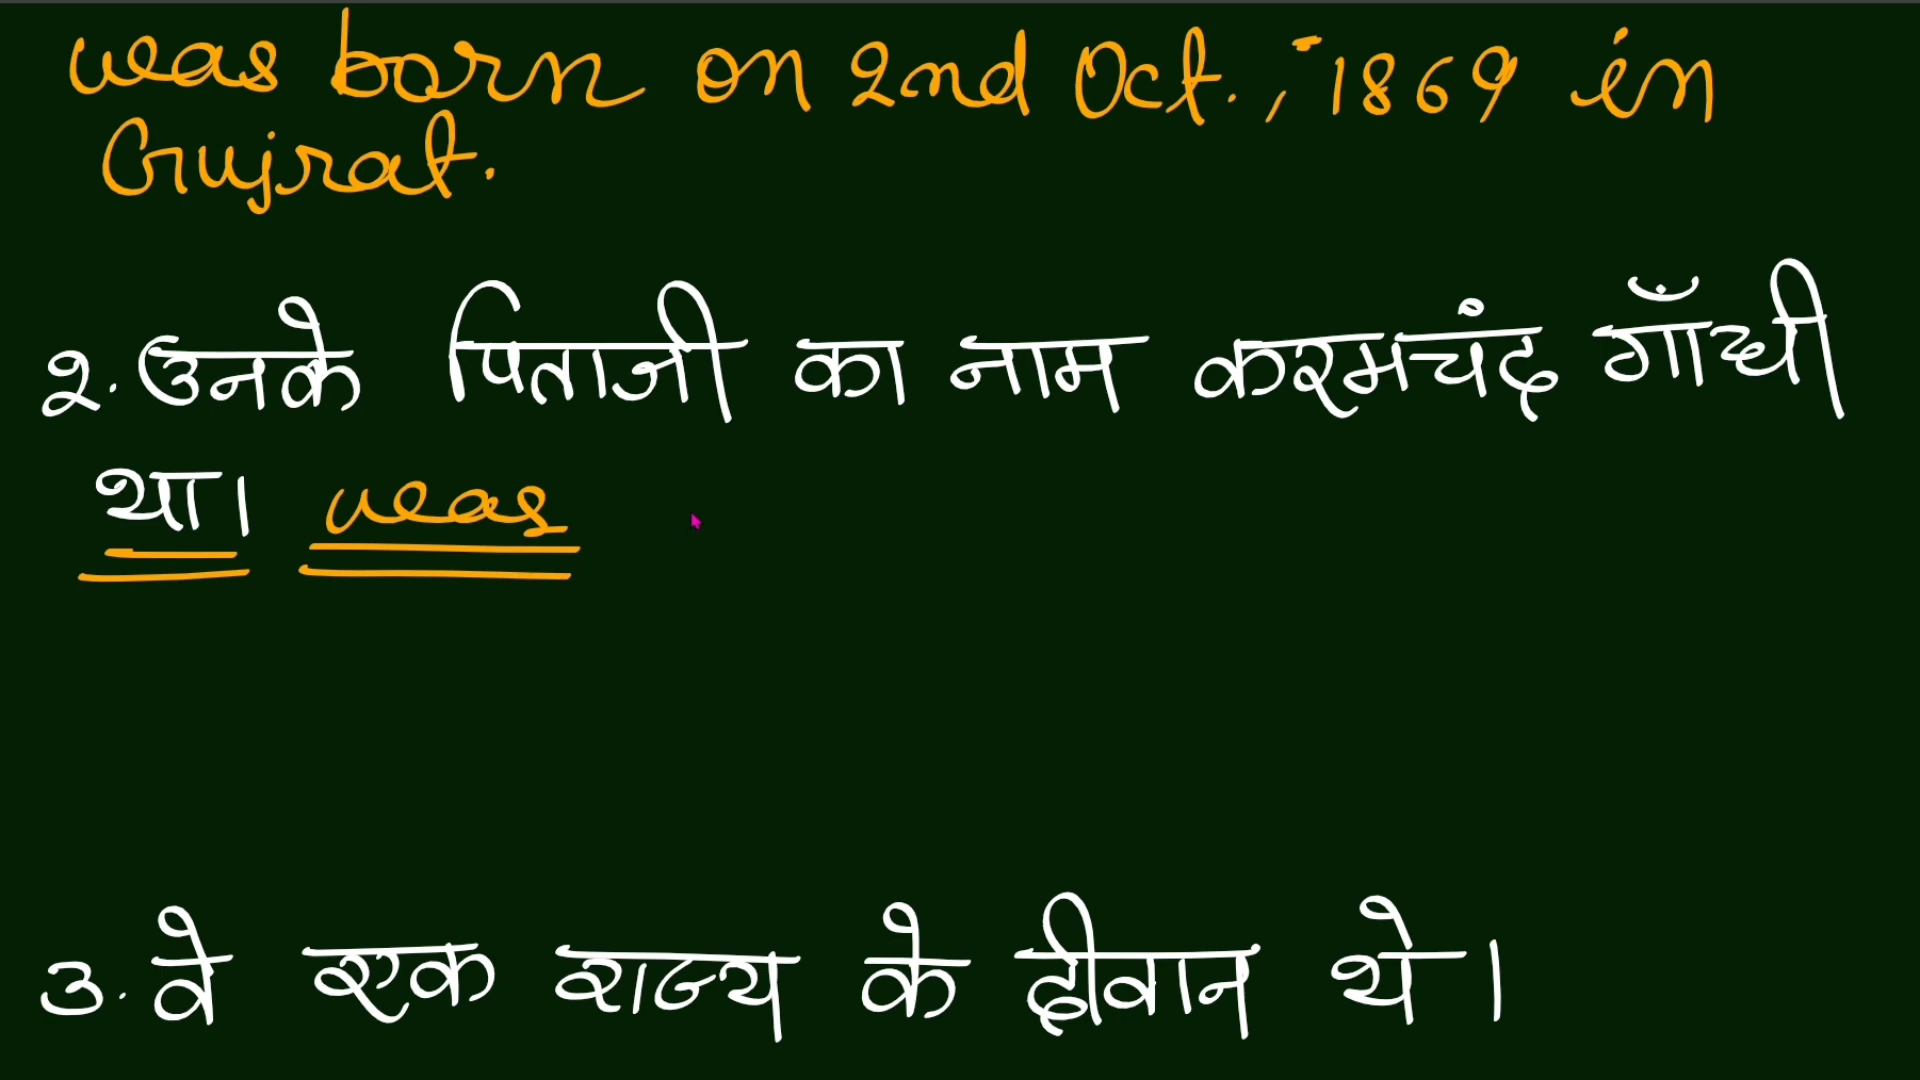 was born on 2nd Oct., 1869 in
Gujrat.
2. उनके पिताजी का नाम करमचंद गाँधी
था। was
3. वे एक राज्य के दीवान थे।